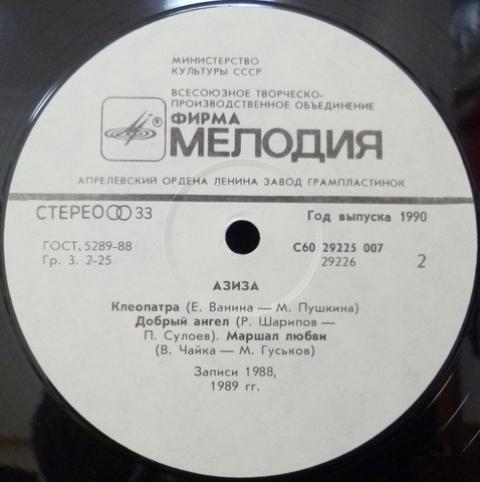 МИНИСТЕРСТВО
КУЛЬТУРЫ СССР
ВСЕСОЮЗНОЕ ТВОРЧЕСКО-
ПРОИЗВОДСТВЕННОЕ ОБЪЕДИНЕНИЕ
ФИРМА
® МЕЛОДИЯ
АПРЕЛЕВСКИЙ ОРДЕНА ЛЕНИНА ЗАВОД ГРАМПЛАСТИНОК
СТЕРЕО 33 Год выпуска 1990
ГОСТ.5289-88 С60 29225 007
Гр. 3. 2-25 29226 2
АЗИЗА
Клеопатра (Е. Ванина — М. Пушкина)
Добрый ангел (Р. Шарипов —
П. Сулоев). Маршал любви
(В. Чайка — М. Гуськов)
Записи 1988,
1989 гг.